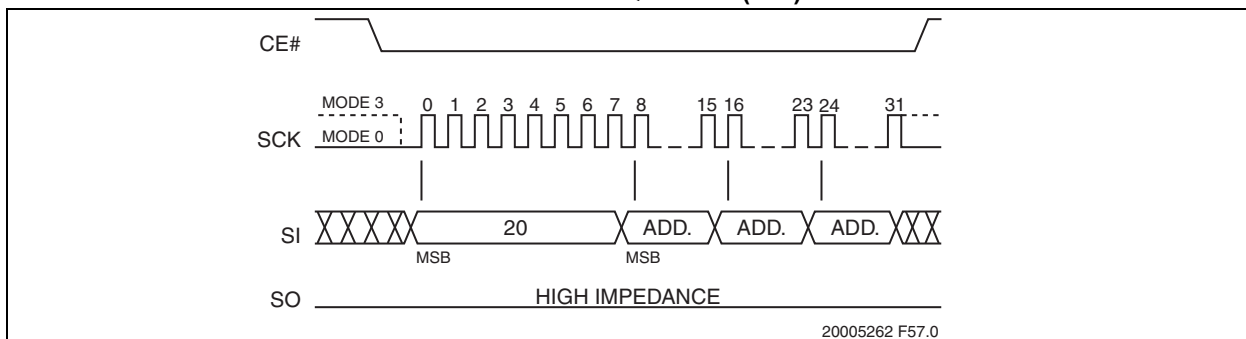 CE#
MODE 3 0 1 2 3 4 5 6 7 8 15 16 23 24 31
SCK MODE 0
SI 20 ADD. ADD. ADD.
MSB MSB
SO HIGH IMPEDANCE
20005262 F57.0